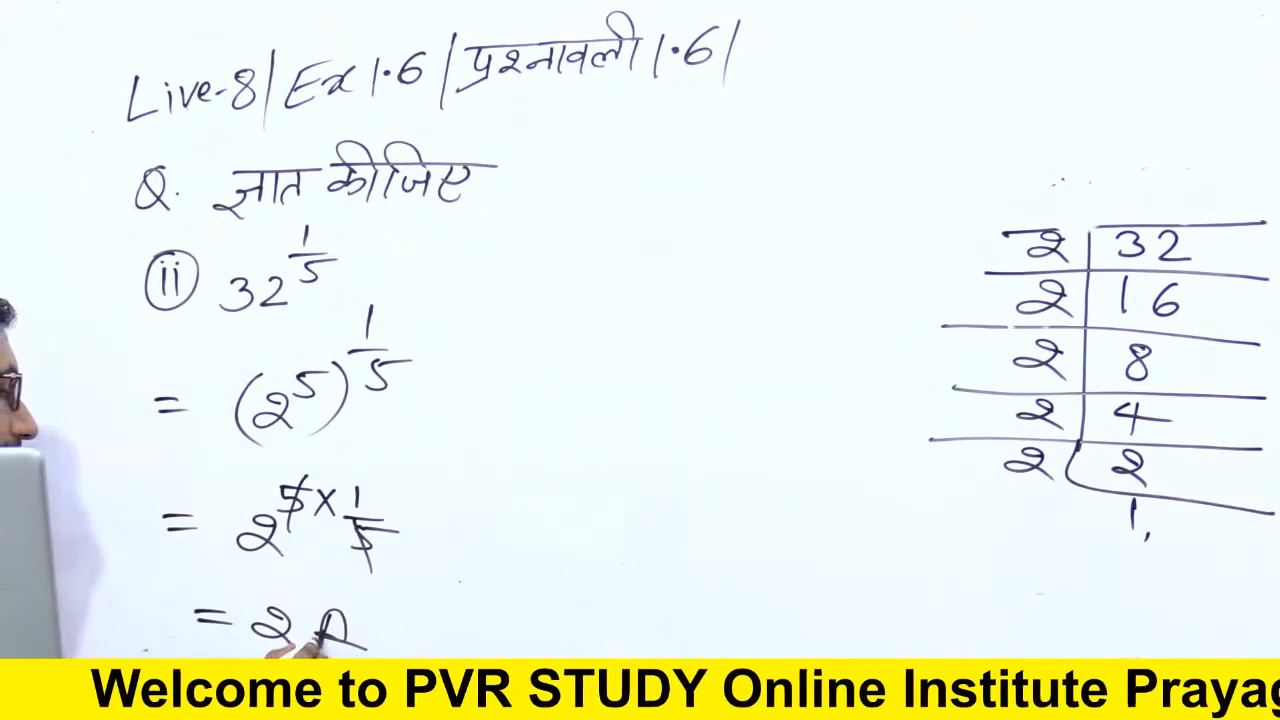 Live-8| Ex 1.6 | प्रश्नावली 1.6 |
Q. ज्ञात कीजिए
(ii) 32^(1/5)
= (2^5)^(1/5)
= 2^(5×1/5)
= 2
2 | 32
2 | 16
2 | 8
2 | 4
2 | 2
1,
Welcome to PVR STUDY Online Institute